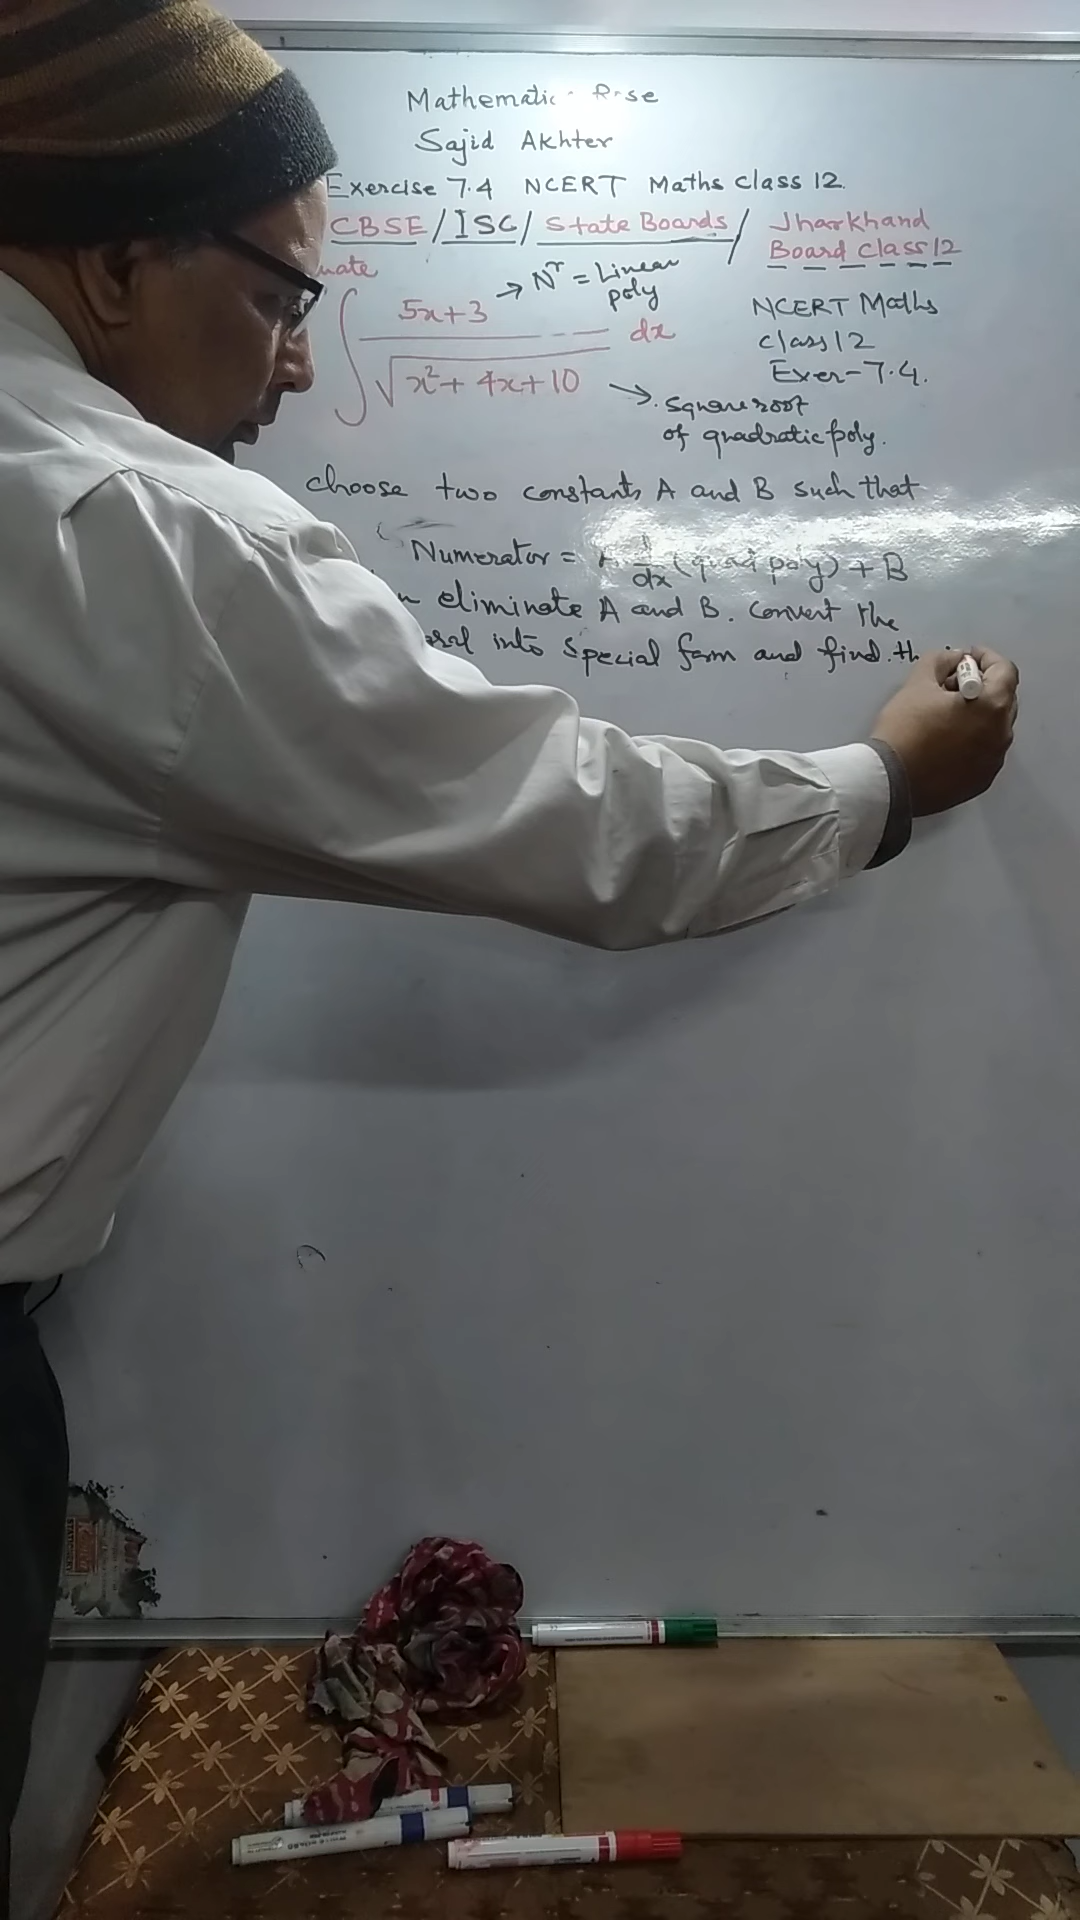 Mathematic Rose
Sajid Akhter
Exercise 7.4 NCERT Maths Class 12.
CBSE / ISC / State Boards / Jharkhand Board Class 12
uate
∫ 5x+3 / √x²+4x+10 dx
→ Nʳ = Linear poly
→ Square root of quadratic poly.
NCERT Maths
class 12
Exer-7.4.
choose two constants A and B such that
Numerator = A d/dx (quad poly) + B
eliminate A and B. Convert the
into Special form and find.